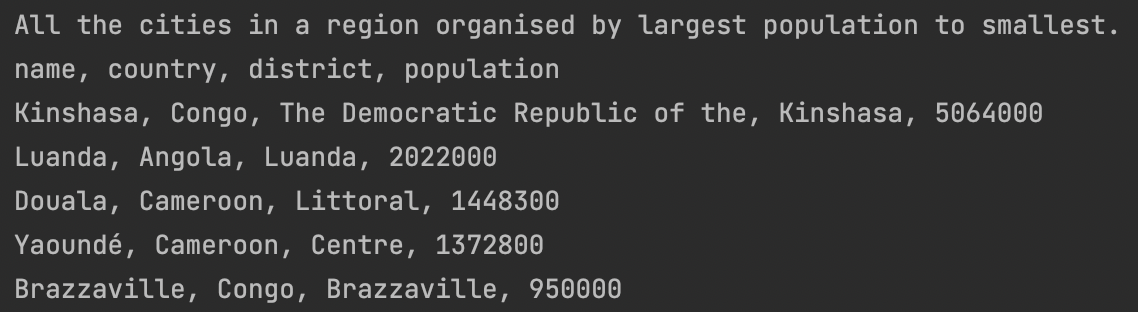 All the cities in a region organised by largest population to smallest.
name, country, district, population
Kinshasa, Congo, The Democratic Republic of the, Kinshasa, 5064000
Luanda, Angola, Luanda, 2022000
Douala, Cameroon, Littoral, 1448300
Yaoundé, Cameroon, Centre, 1372800
Brazzaville, Congo, Brazzaville, 950000